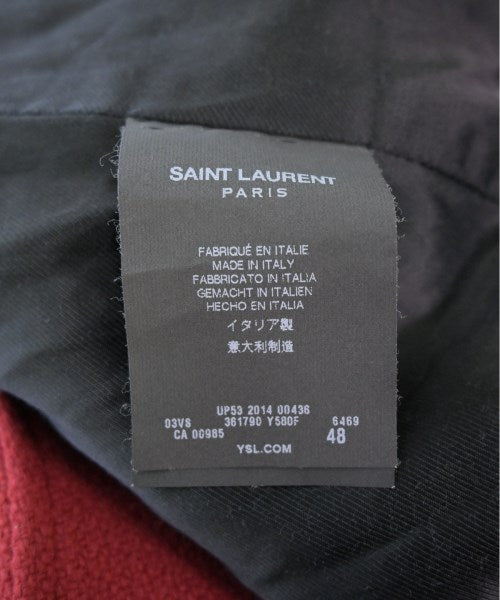 SAINT LAURENT
PARIS
FABRIQUÉ EN ITALIE
MADE IN ITALY
FABBRICATO IN ITALIA
GEMACHT IN ITALIEN
HECHO EN ITALIA
イタリア製
意大利制造
UP53 2014 00436
03VS 361790 Y580F 6469
CA 00985 48
YSL.COM